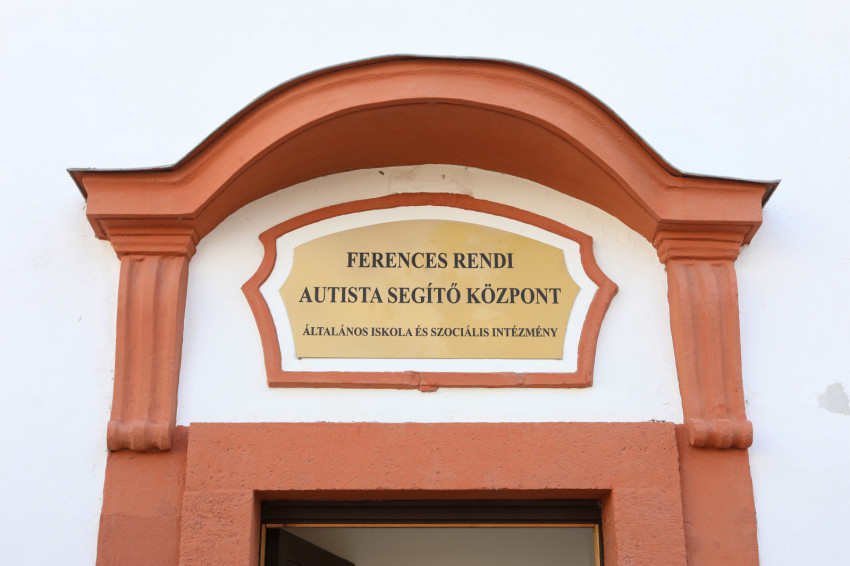 FERENCES RENDI
AUTISTA SEGÍTŐ KÖZPONT
ÁLTALÁNOS ISKOLA ÉS SZOCIÁLIS INTÉZMÉNY